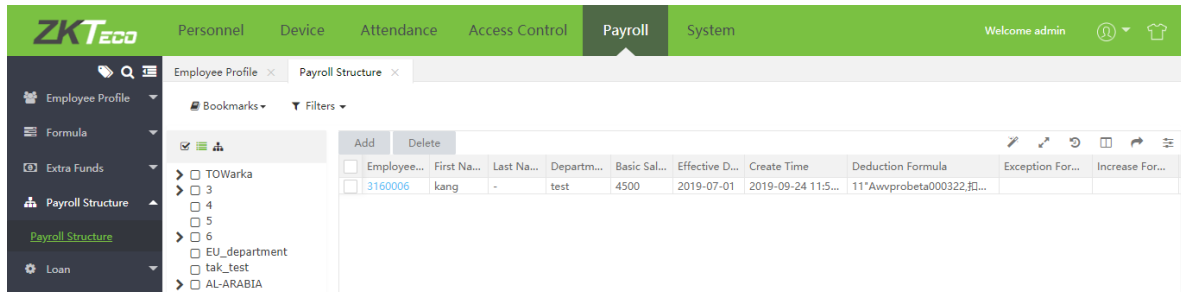 ZKTeco Personnel Device Attendance Access Control Payroll System Welcome admin
Employee Profile × Payroll Structure ×
Employee Profile
Bookmarks Filters
Formula
Add Delete
Employee... First Na... Last Na... Departm... Basic Sal... Effective D... Create Time Deduction Formula Exception For... Increase For...
3160006 kang - test 4500 2019-07-01 2019-09-24 11:5... 11"Awvprobeta000322,扣...
Extra Funds
Payroll Structure
Payroll Structure
Loan
TOWarka
3
4
5
6
EU_department
tak_test
AL-ARABIA